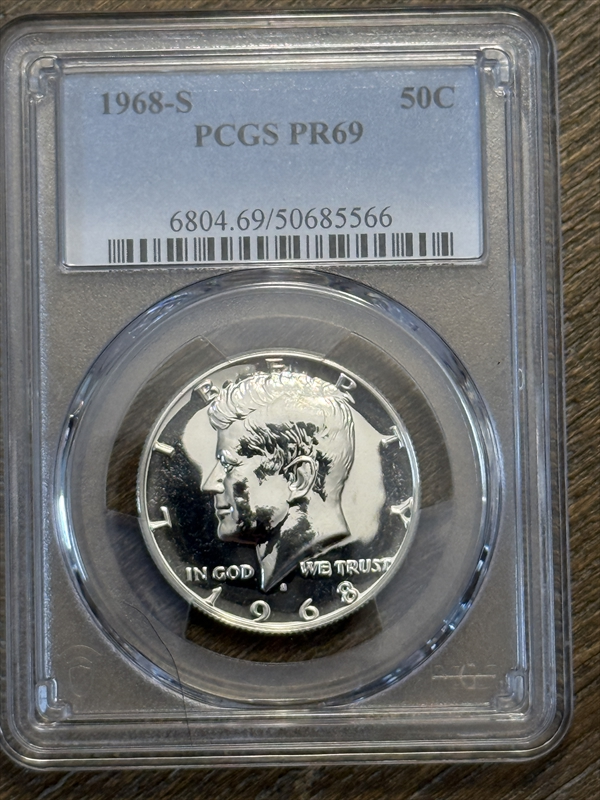 1968-S 50C
PCGS PR69
6804.69/50685566
LIBERTY
IN GOD WE TRUST
S
1968